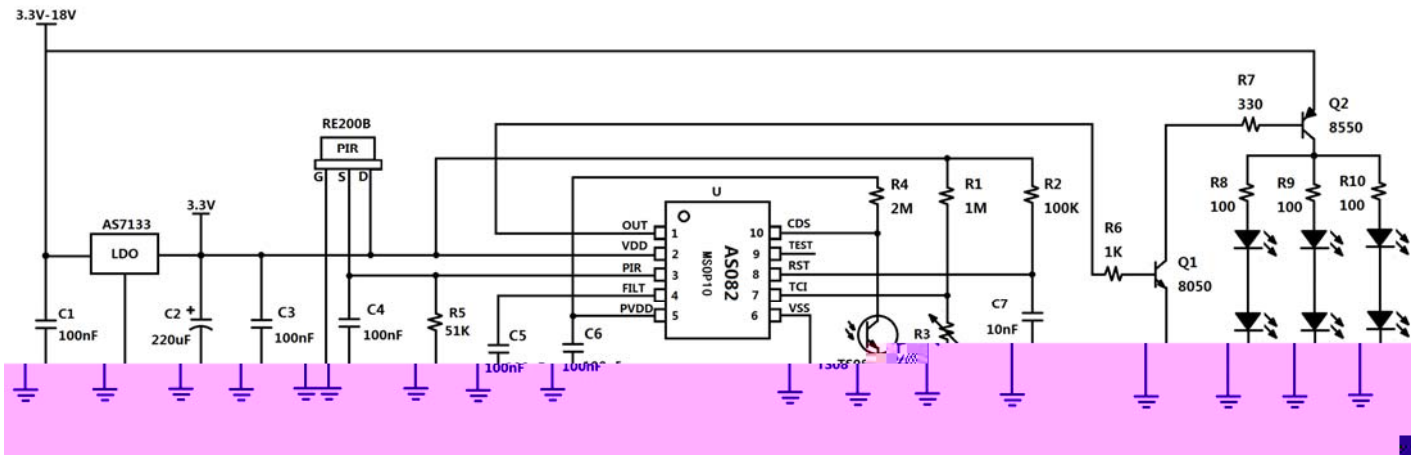 3.3V-18V
R7
330
Q2
8550
RE200B
PIR
G S D
U
R8
100
R9
100
R10
100
R4
2M
R1
1M
R2
100K
3.3V
AS7133
LDO
OUT
1
10
CDS
VDD
2
9
TEST
PIR
3
8
RST
FILT
4
7
TCI
PVDD
5
6
VSS
AS082
MSOP10
R6
1K
Q1
8050
C1
100nF
C2
+
220uF
C3
100nF
C4
100nF
R5
51K
C5
100nF
C6
R3
C7
10nF